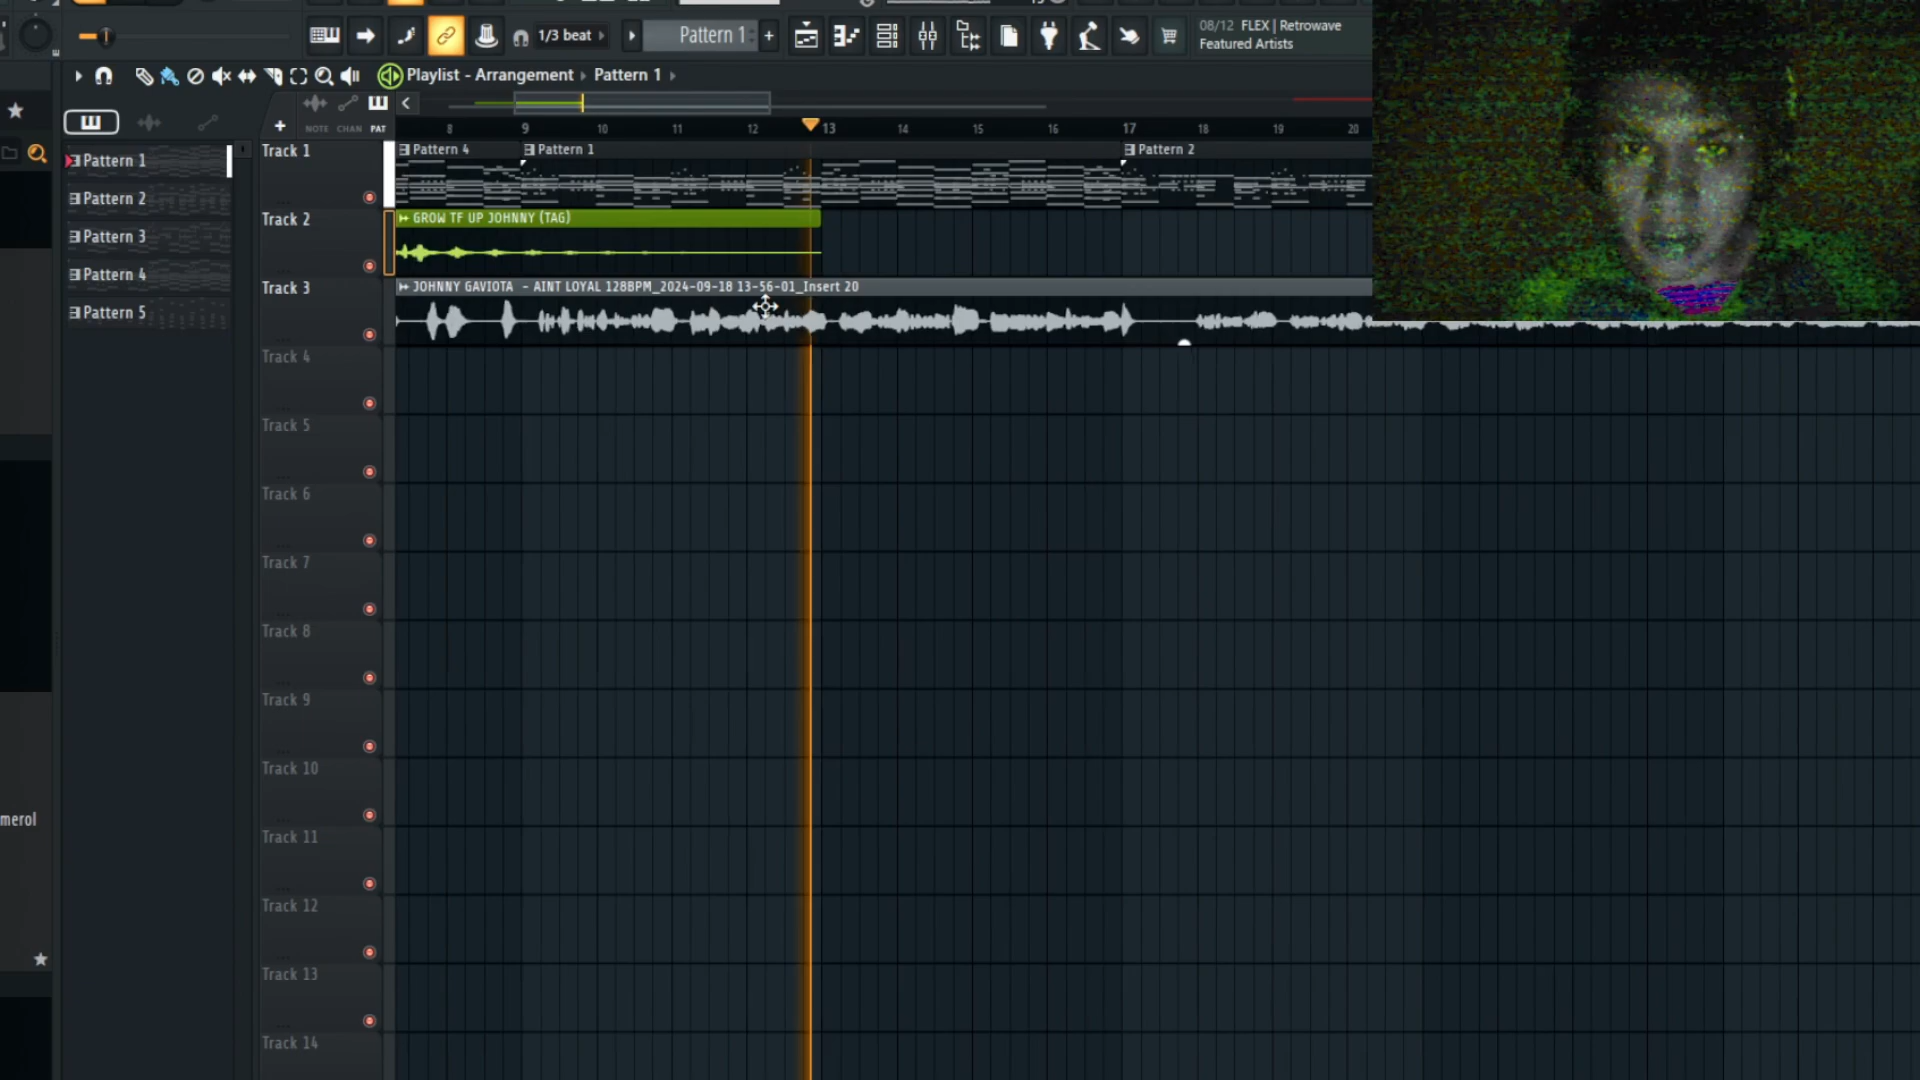 1/3 beat
Pattern 1
08/12 FLEX | Retrowave
Featured Artists
Playlist - Arrangement Pattern 1
NOTE CHAN PAT
8 9 10 11 12 13 14 15 16 17 18 19 20
Pattern 1
Pattern 2
Pattern 3
Pattern 4
Pattern 5
Track 1
Pattern 4 Pattern 1 Pattern 2
Track 2
GROW TF UP JOHNNY (TAG)
Track 3
JOHNNY GAVIOTA - AINT LOYAL 128BPM_2024-09-18 13-56-01_Insert 20
Track 4
Track 5
Track 6
Track 7
Track 8
Track 9
Track 10
Track 11
Track 12
Track 13
Track 14
merol